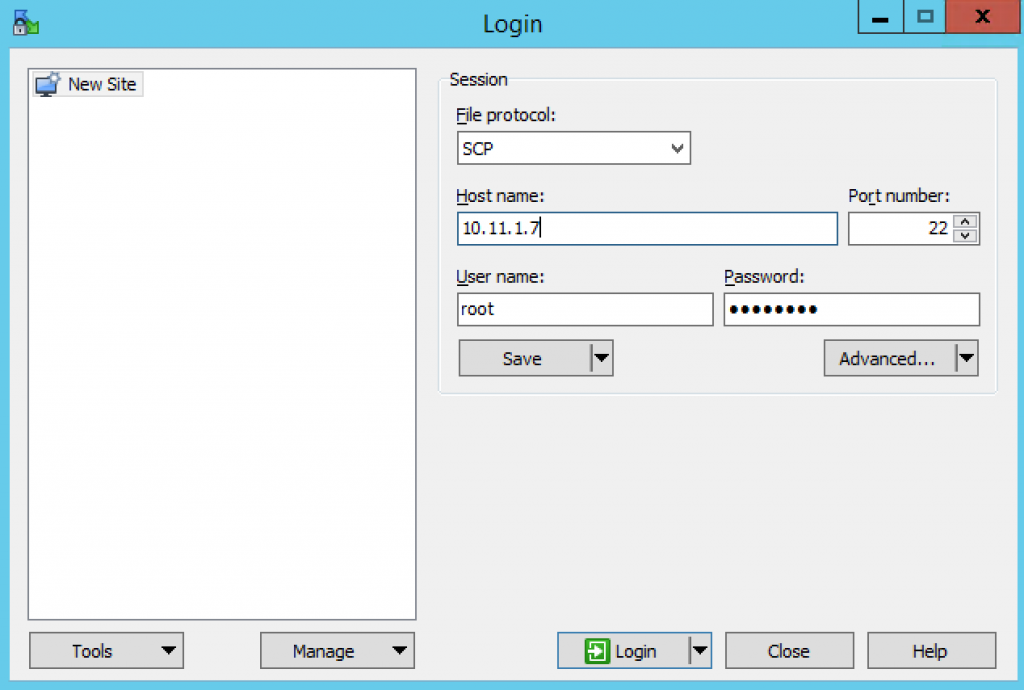 Login
X
New Site
Session
File protocol:
SCP
Host name:
Port number:
10.11.1.7
22
User name:
Password:
root
••••••••
Save
Advanced...
Tools
Manage
Login
Close
Help